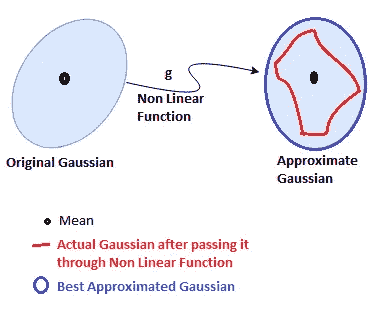 g
Non Linear
Function
Original Gaussian
Approximate
Gaussian
Mean
Actual Gaussian after passing it
through Non Linear Function
Best Approximated Gaussian